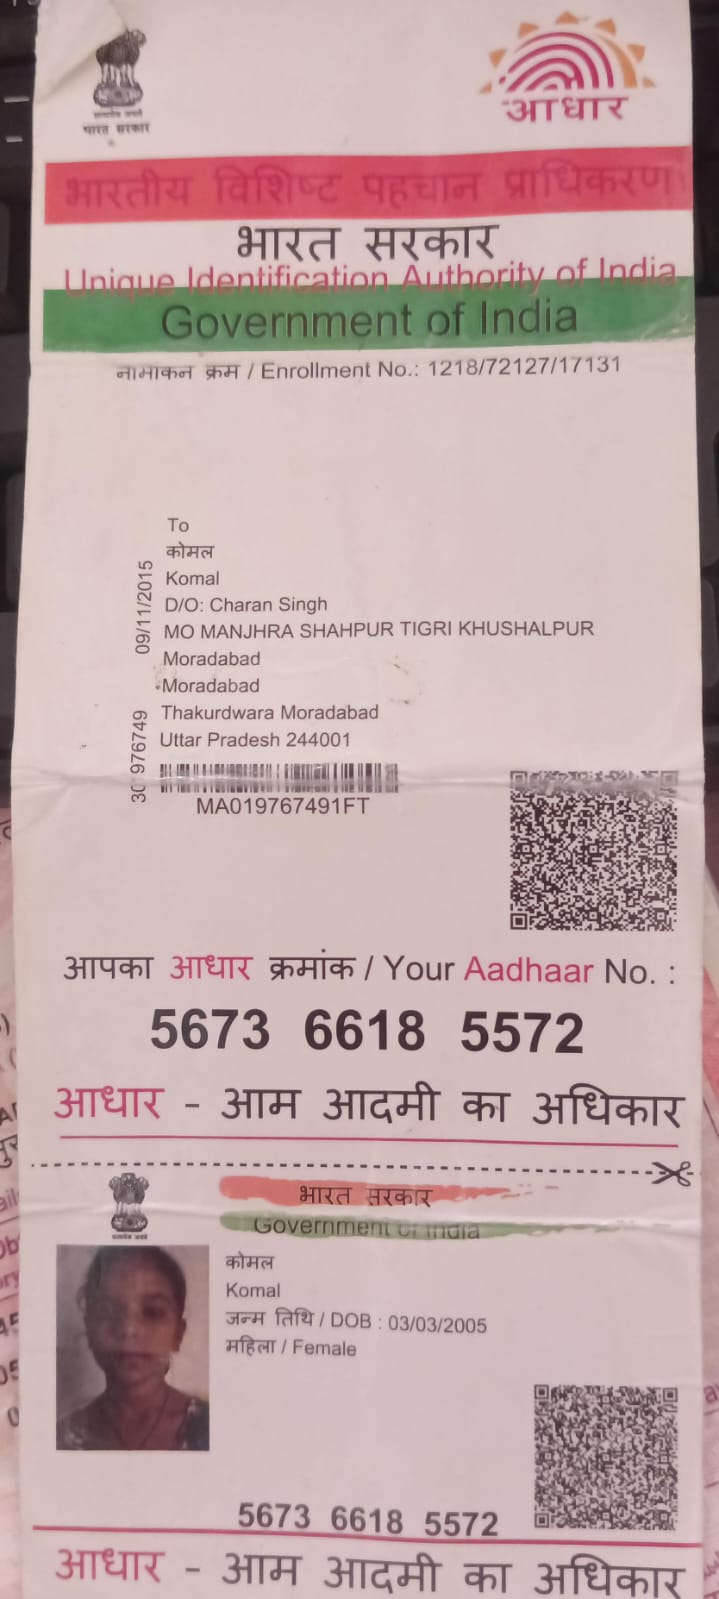 सत्यमेव जयते
भारत सरकार
आधार
भारतीय विशिष्ट पहचान प्राधिकरण
भारत सरकार
Unique Identification Authority of India
Government of India
नामांकन क्रम / Enrollment No.: 1218/72127/17131
To
कोमल
Komal
D/O: Charan Singh
MO MANJHRA SHAHPUR TIGRI KHUSHALPUR
Moradabad
Moradabad
Thakurdwara Moradabad
Uttar Pradesh 244001
09/11/2015
MA019767491FT
आपका आधार क्रमांक / Your Aadhaar No. :
5673 6618 5572
आधार - आम आदमी का अधिकार
भारत सरकार
Government of India
कोमल
Komal
जन्म तिथि / DOB : 03/03/2005
महिला / Female
5673 6618 5572
आधार - आम आदमी का अधिकार